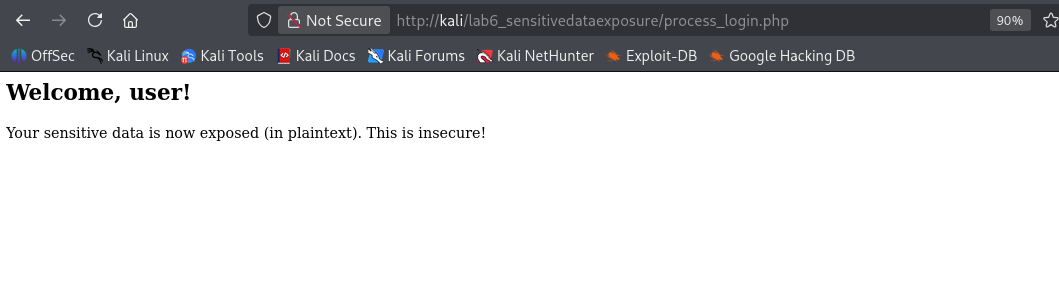 Not Secure http://kali/lab6_sensitivedataexposure/process_login.php 90%
OffSec Kali Linux Kali Tools Kali Docs Kali Forums Kali NetHunter Exploit-DB Google Hacking DB
Welcome, user!
Your sensitive data is now exposed (in plaintext). This is insecure!